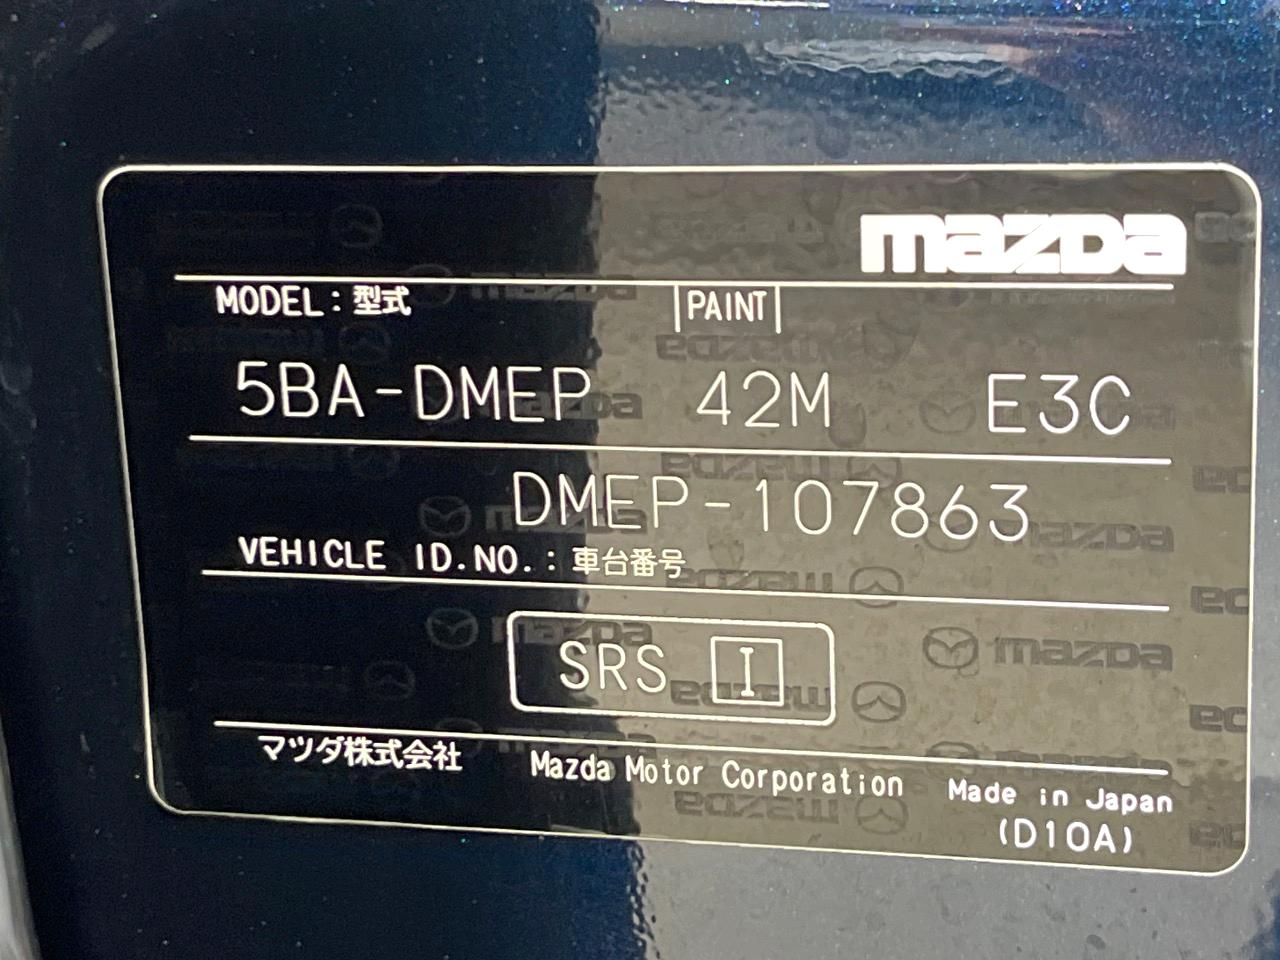 mazda
MODEL : 型式 PAINT
5BA-DMEP 42M E3C
DMEP-107863
VEHICLE ID.NO. : 車台番号
SRS I
マツダ株式会社 Mazda Motor Corporation Made in Japan
(D10A)